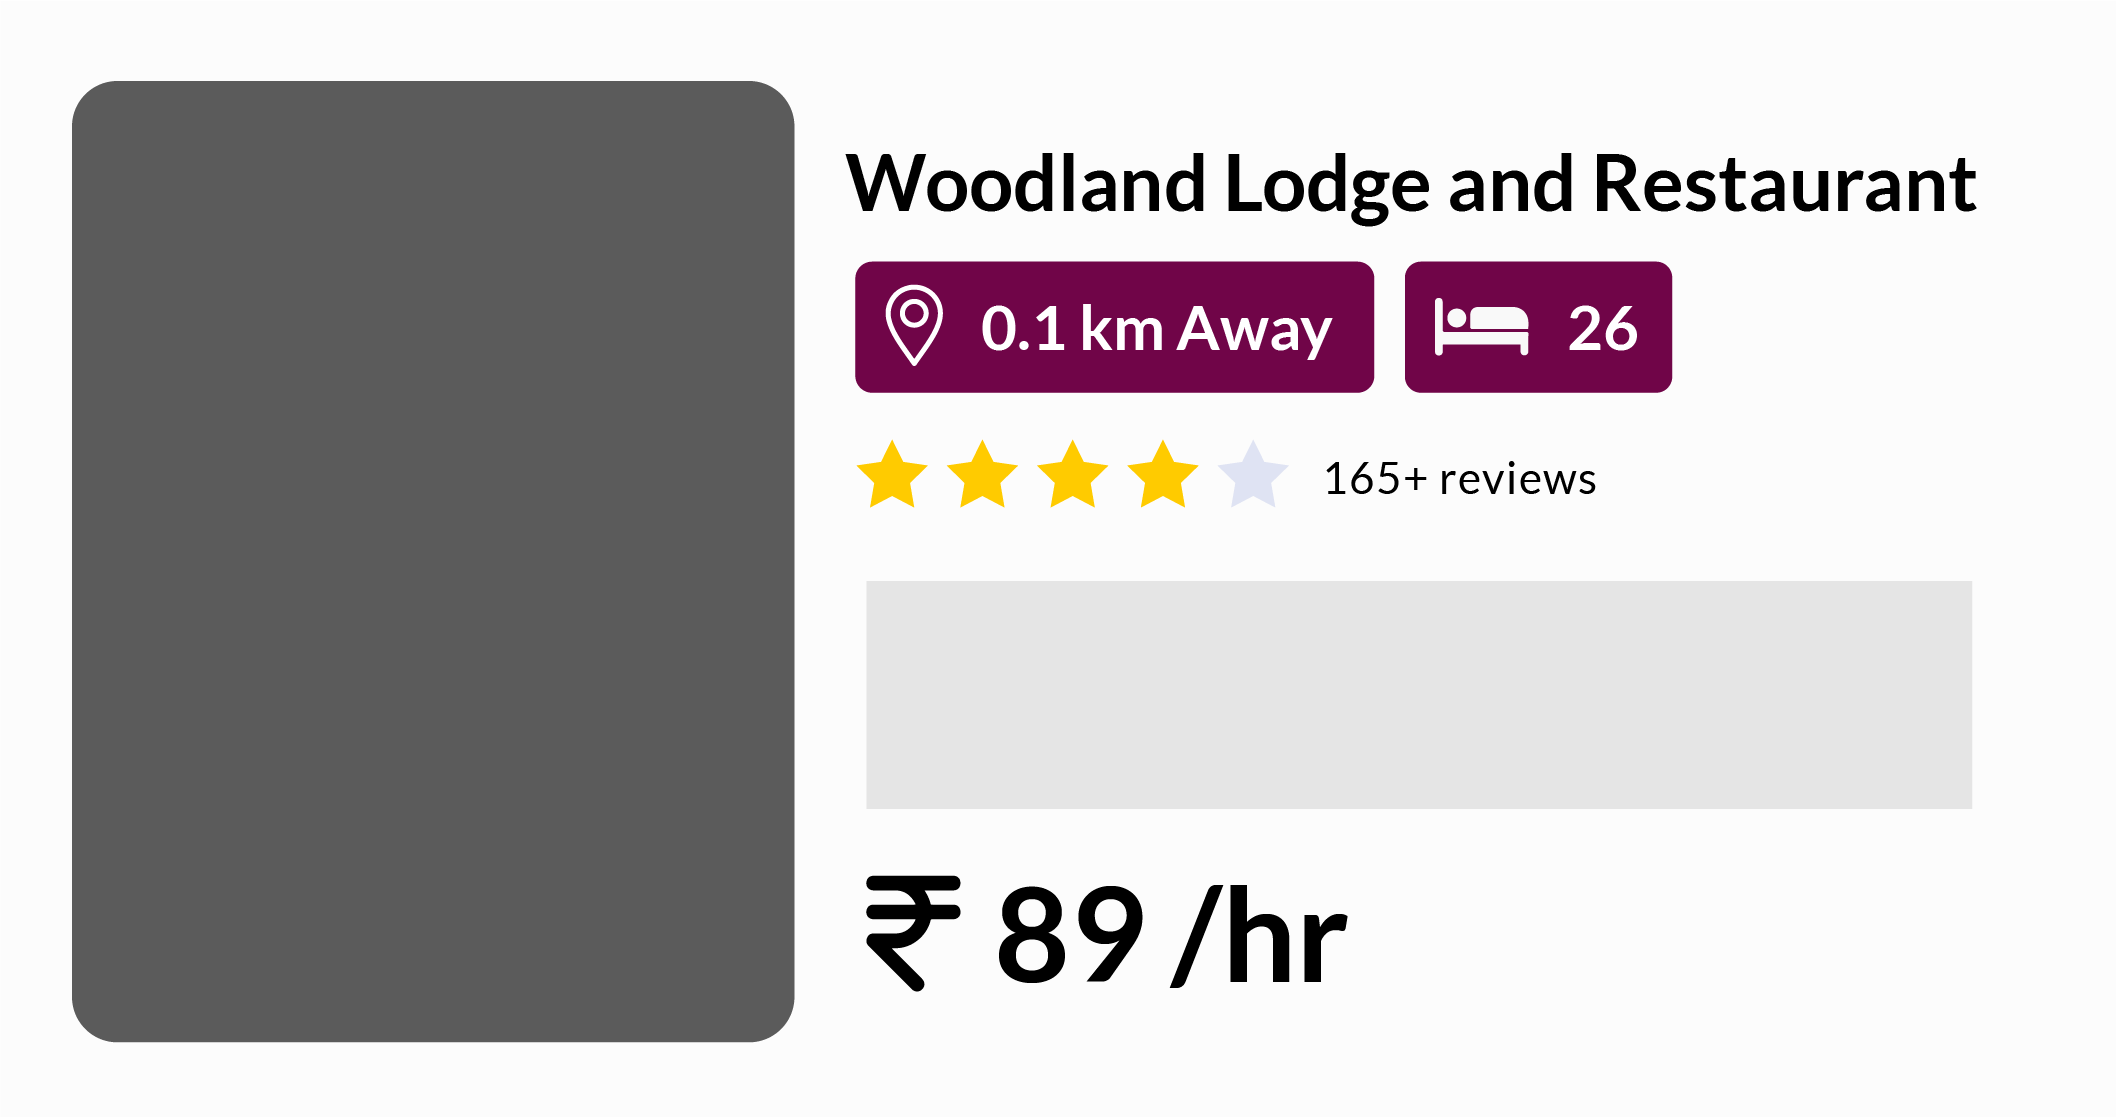 Woodland Lodge and Restaurant
0.1 km Away 26
165+ reviews
₹ 89 /hr